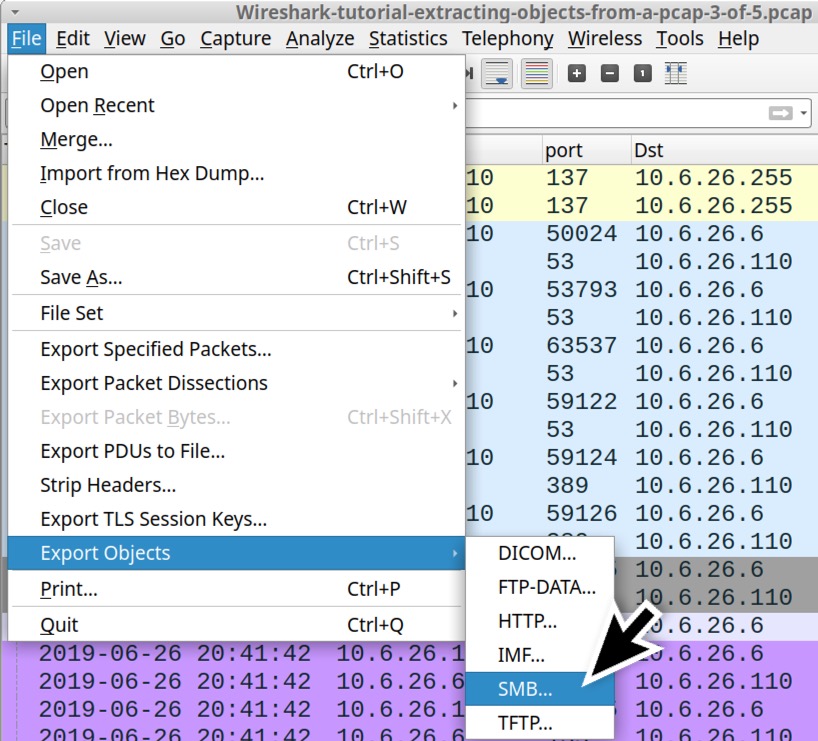 Wireshark-tutorial-extracting-objects-from-a-pcap-3-of-5.pcap
File Edit View Go Capture Analyze Statistics Telephony Wireless Tools Help
Open Ctrl+O
Open Recent
Merge...
Import from Hex Dump...
Close Ctrl+W
Save Ctrl+S
Save As... Ctrl+Shift+S
File Set
Export Specified Packets...
Export Packet Dissections
Export Packet Bytes... Ctrl+Shift+X
Export PDUs to File...
Strip Headers...
Export TLS Session Keys...
Export Objects
Print... Ctrl+P
Quit Ctrl+Q
DICOM...
FTP-DATA...
HTTP...
IMF...
SMB...
TFTP...
port Dst
10 137 10.6.26.255
10 137 10.6.26.255
10 50024 10.6.26.6
53 10.6.26.110
10 53793 10.6.26.6
53 10.6.26.110
10 63537 10.6.26.6
53 10.6.26.110
10 59122 10.6.26.6
53 10.6.26.110
10 59124 10.6.26.6
389 10.6.26.110
10 59126 10.6.26.6
10.6.26.110
10.6.26.6
10.6.26.110
0.6.26.6
2019-06-26 20:41:42 10.6.26.1 10.6.26.6
2019-06-26 20:41:42 10.6.26.6 10.6.26.110
2019-06-26 20:41:42 10.6.26.1 10.6.26.6
2019-06-26 20:41:42 10.6.26.6 10.6.26.110